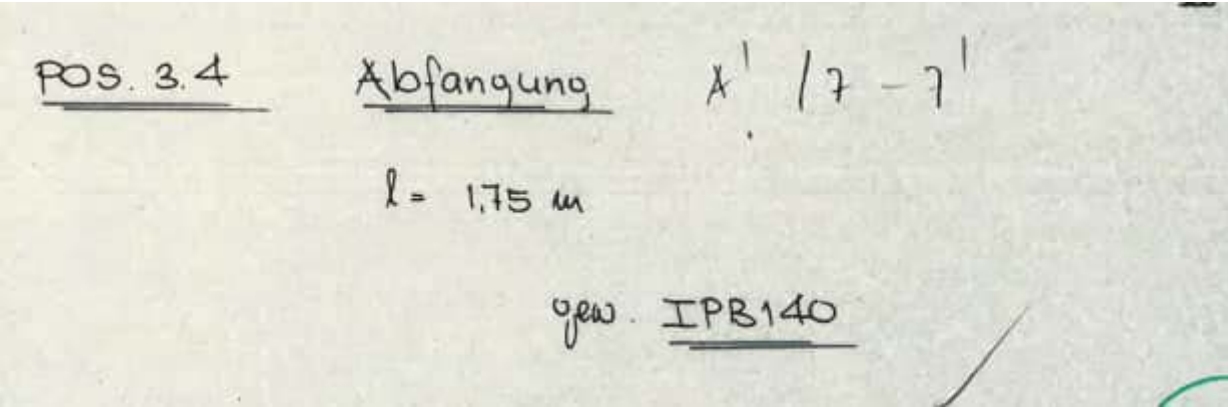 POS. 3.4 Abfangung A' / 7 - 7'
l = 1,75 m
gew. IPB140